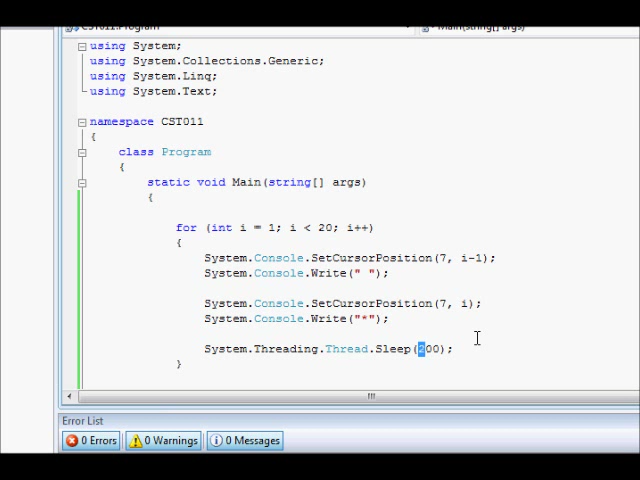 CST011.Program
Main(string[] args)
using System;
using System.Collections.Generic;
using System.Linq;
using System.Text;
namespace CST011
{
class Program
{
static void Main(string[] args)
{
for (int i = 1; i < 20; i++)
{
System.Console.SetCursorPosition(7, i-1);
System.Console.Write(" ");
System.Console.SetCursorPosition(7, i);
System.Console.Write("*");
System.Threading.Thread.Sleep(200);
}
Error List
0 Errors
0 Warnings
0 Messages